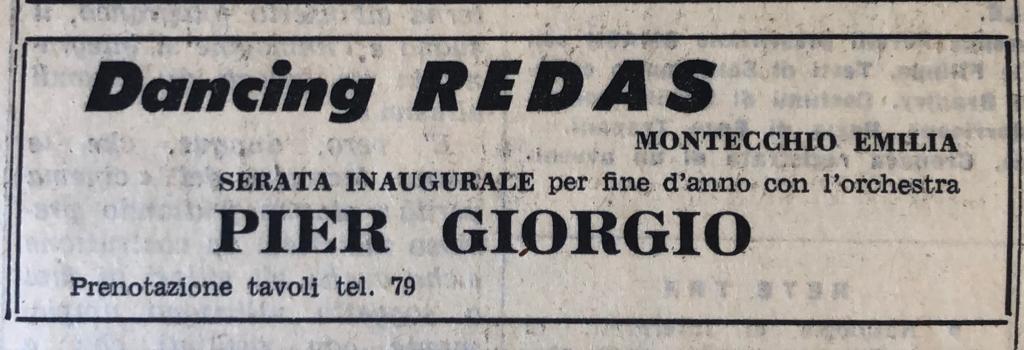 Dancing REDAS
MONTECCHIO EMILIA
SERATA INAUGURALE per fine d'anno con l'orchestra
PIER GIORGIO
Prenotazione tavoli tel. 79